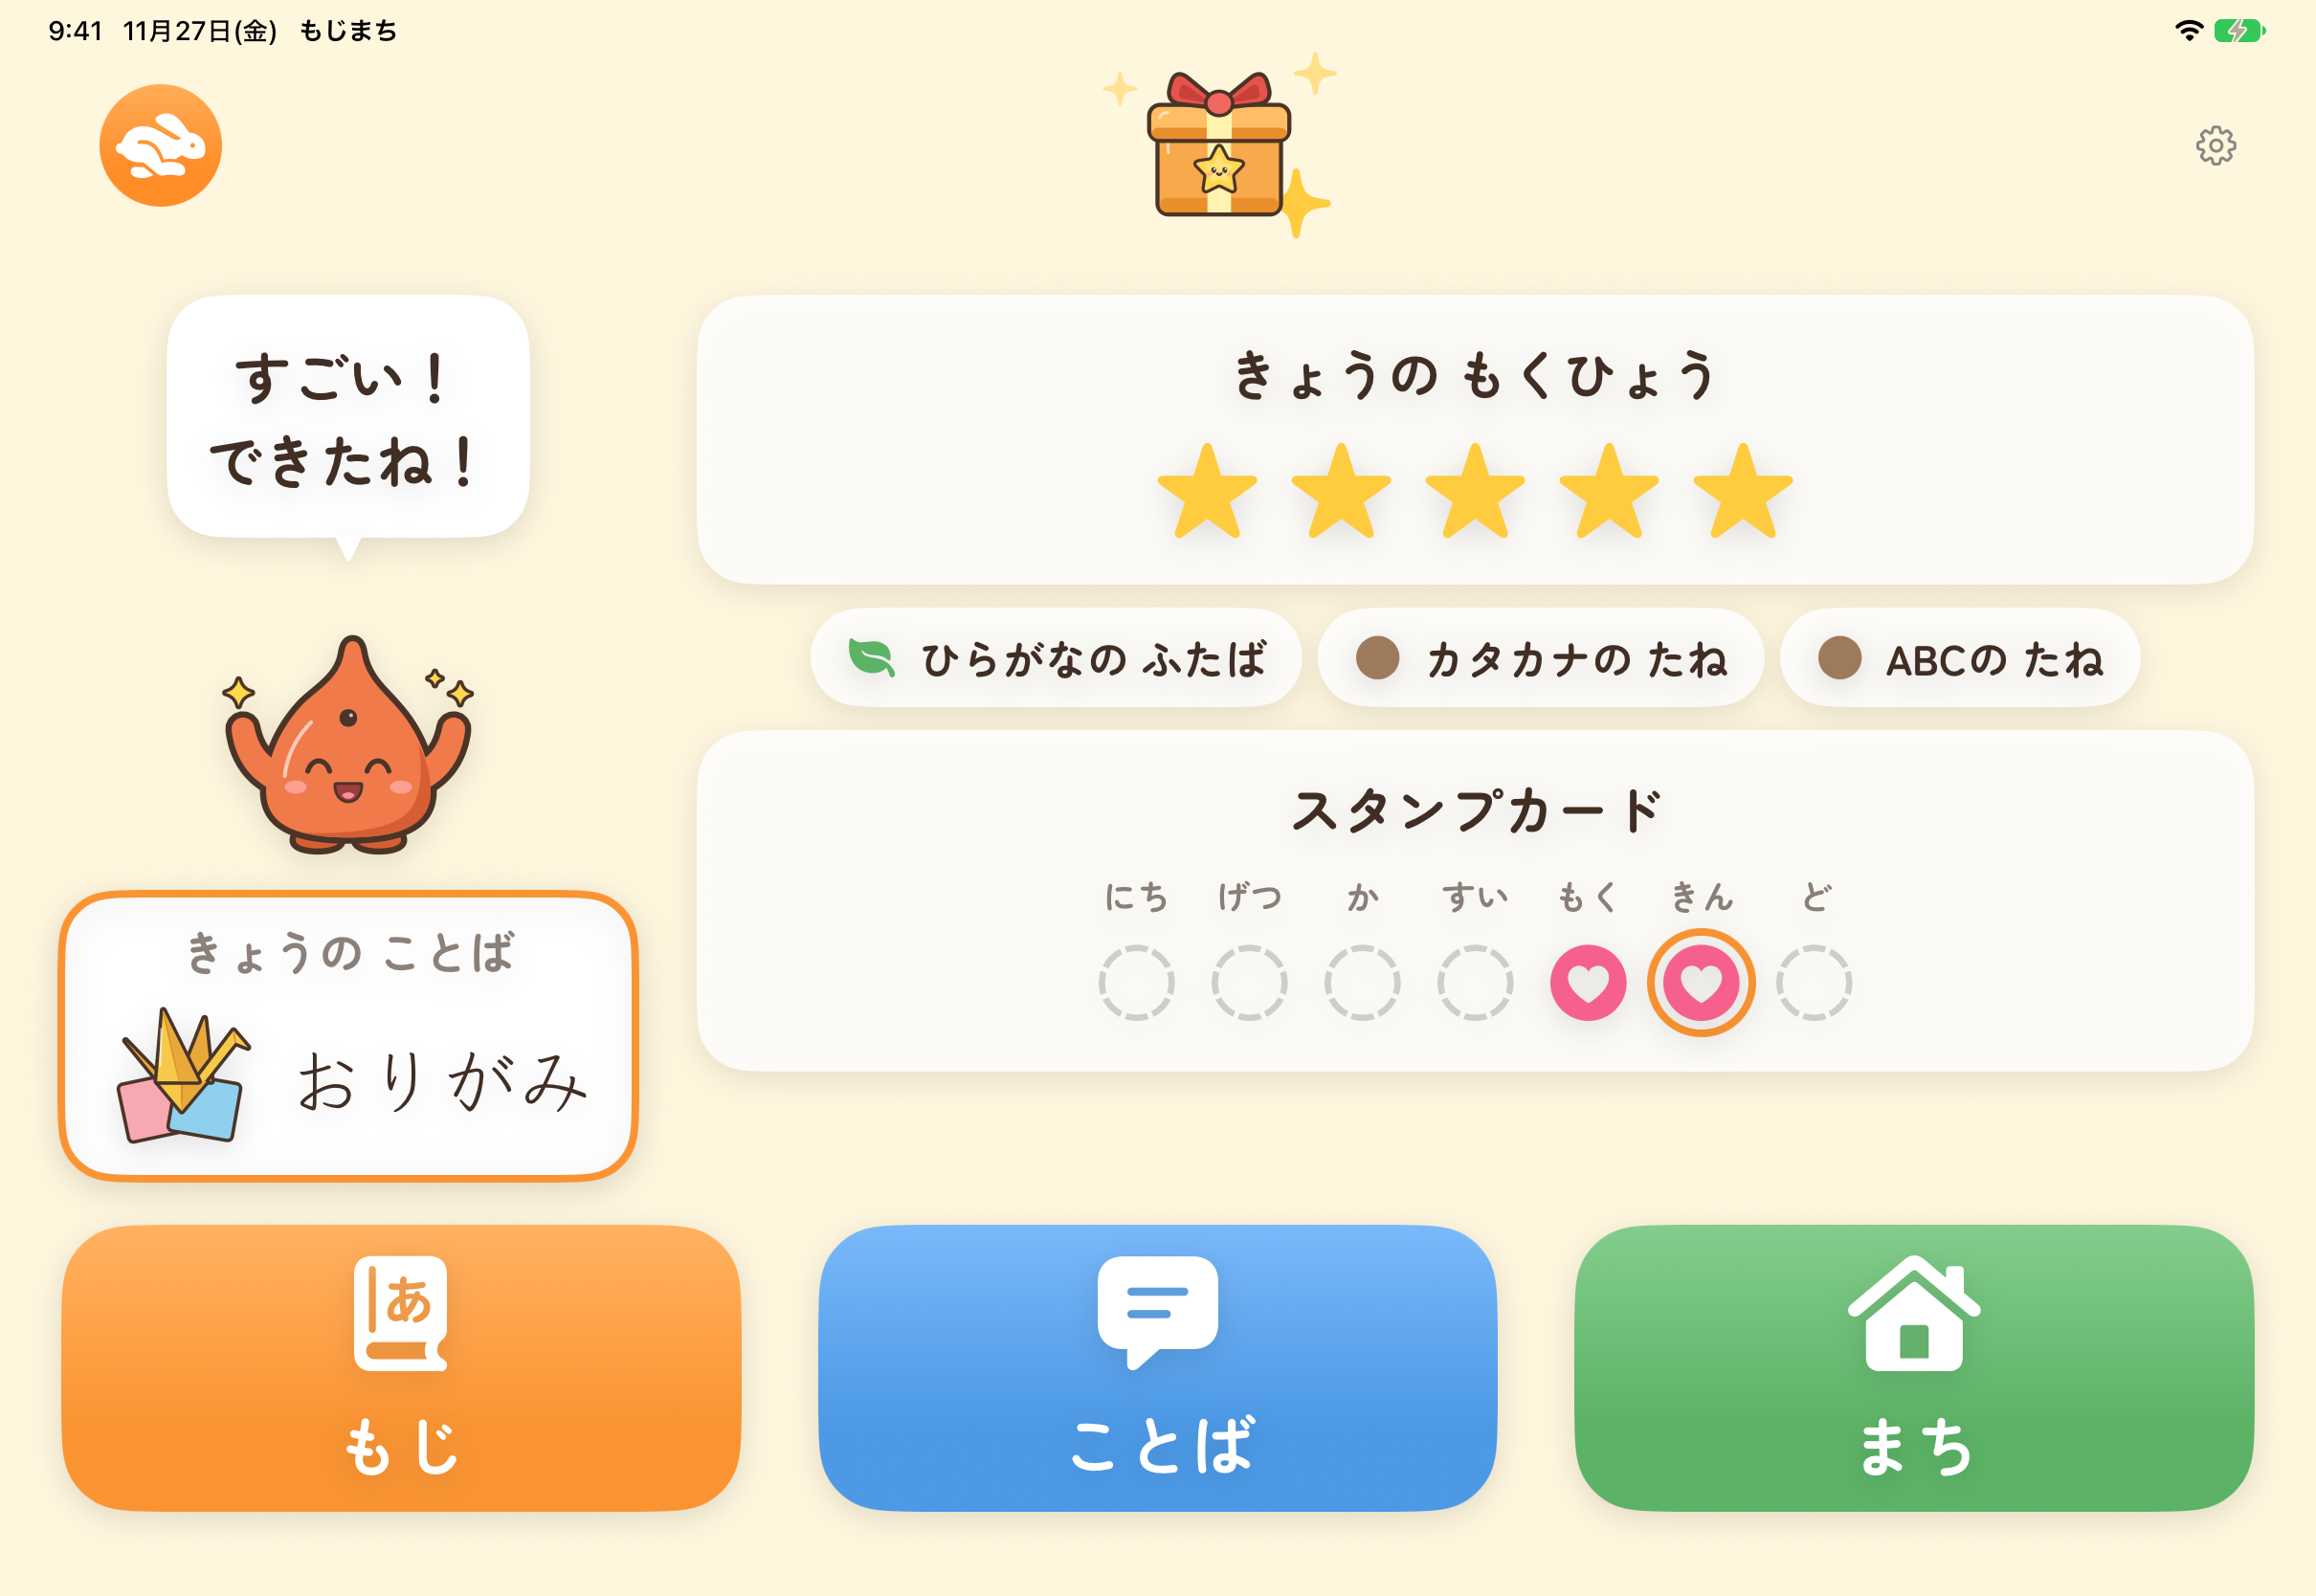 9:41 11月27日(金) もじまち
すごい！
できたね！
きょうの もくひょう
ひらがなの ふたば
カタカナの たね
ABCの たね
スタンプカード
にち げつ か すい もく きん ど
きょうの ことば
おりがみ
あ
もじ
ことば
まち